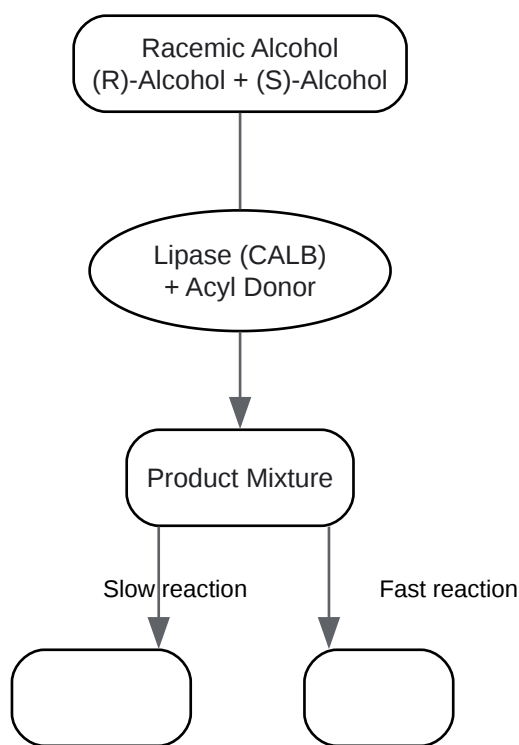 Racemic Alcohol
(R)-Alcohol + (S)-Alcohol
Lipase (CALB)
+ Acyl Donor
Product Mixture
Slow reaction
Fast reaction